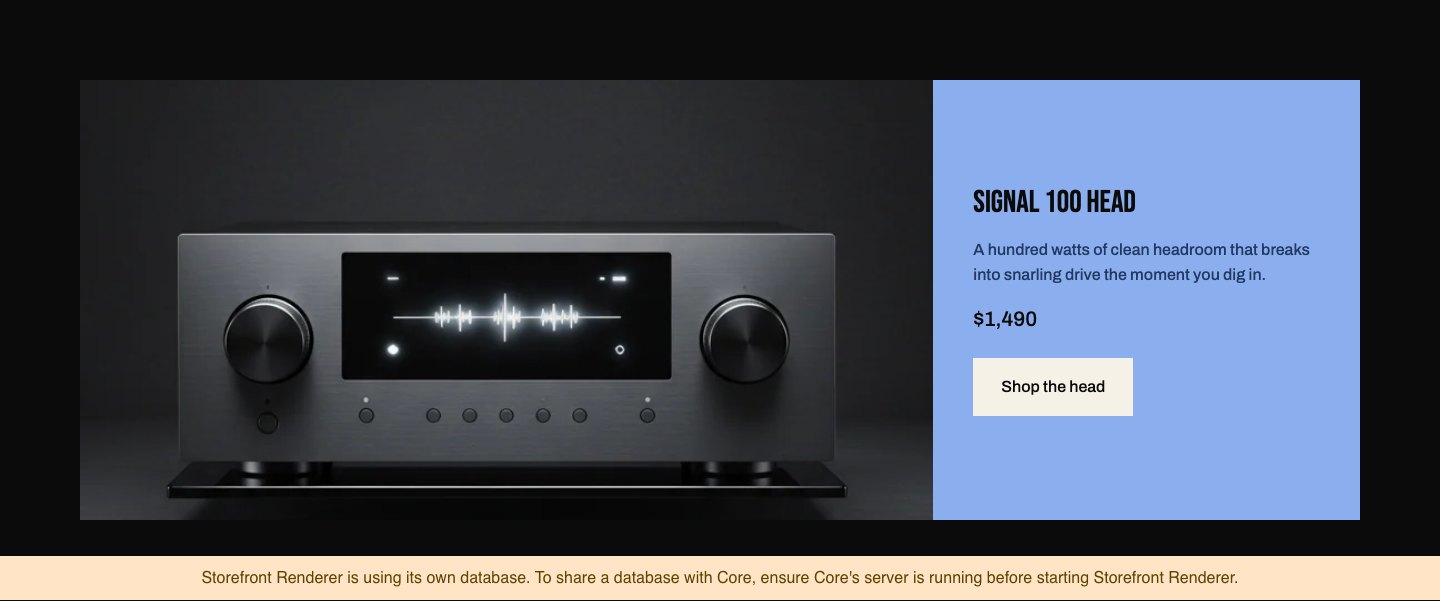 SIGNAL 100 HEAD
A hundred watts of clean headroom that breaks
into snarling drive the moment you dig in.
$1,490
Shop the head
Storefront Renderer is using its own database. To share a database with Core, ensure Core's server is running before starting Storefront Renderer.